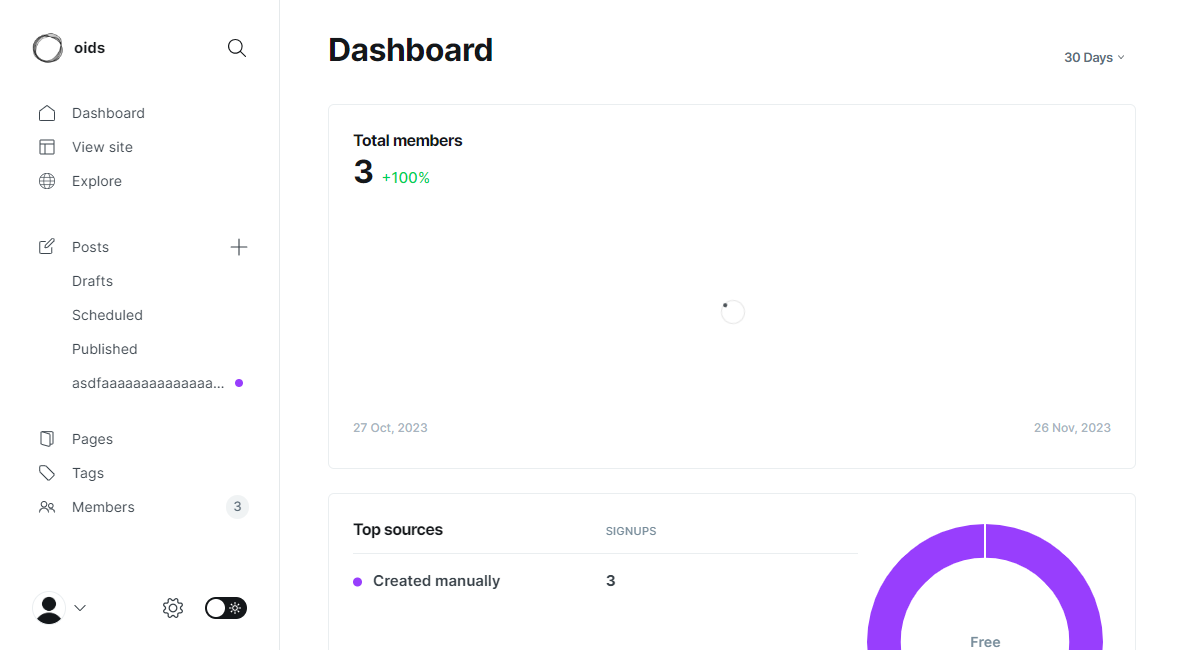 oids
Dashboard
View site
Explore
Posts
Drafts
Scheduled
Published
asdfaaaaaaaaaaaaaa...
Pages
Tags
Members 3
Dashboard
30 Days
Total members
3 +100%
27 Oct, 2023 26 Nov, 2023
Top sources SIGNUPS
Created manually 3
Free